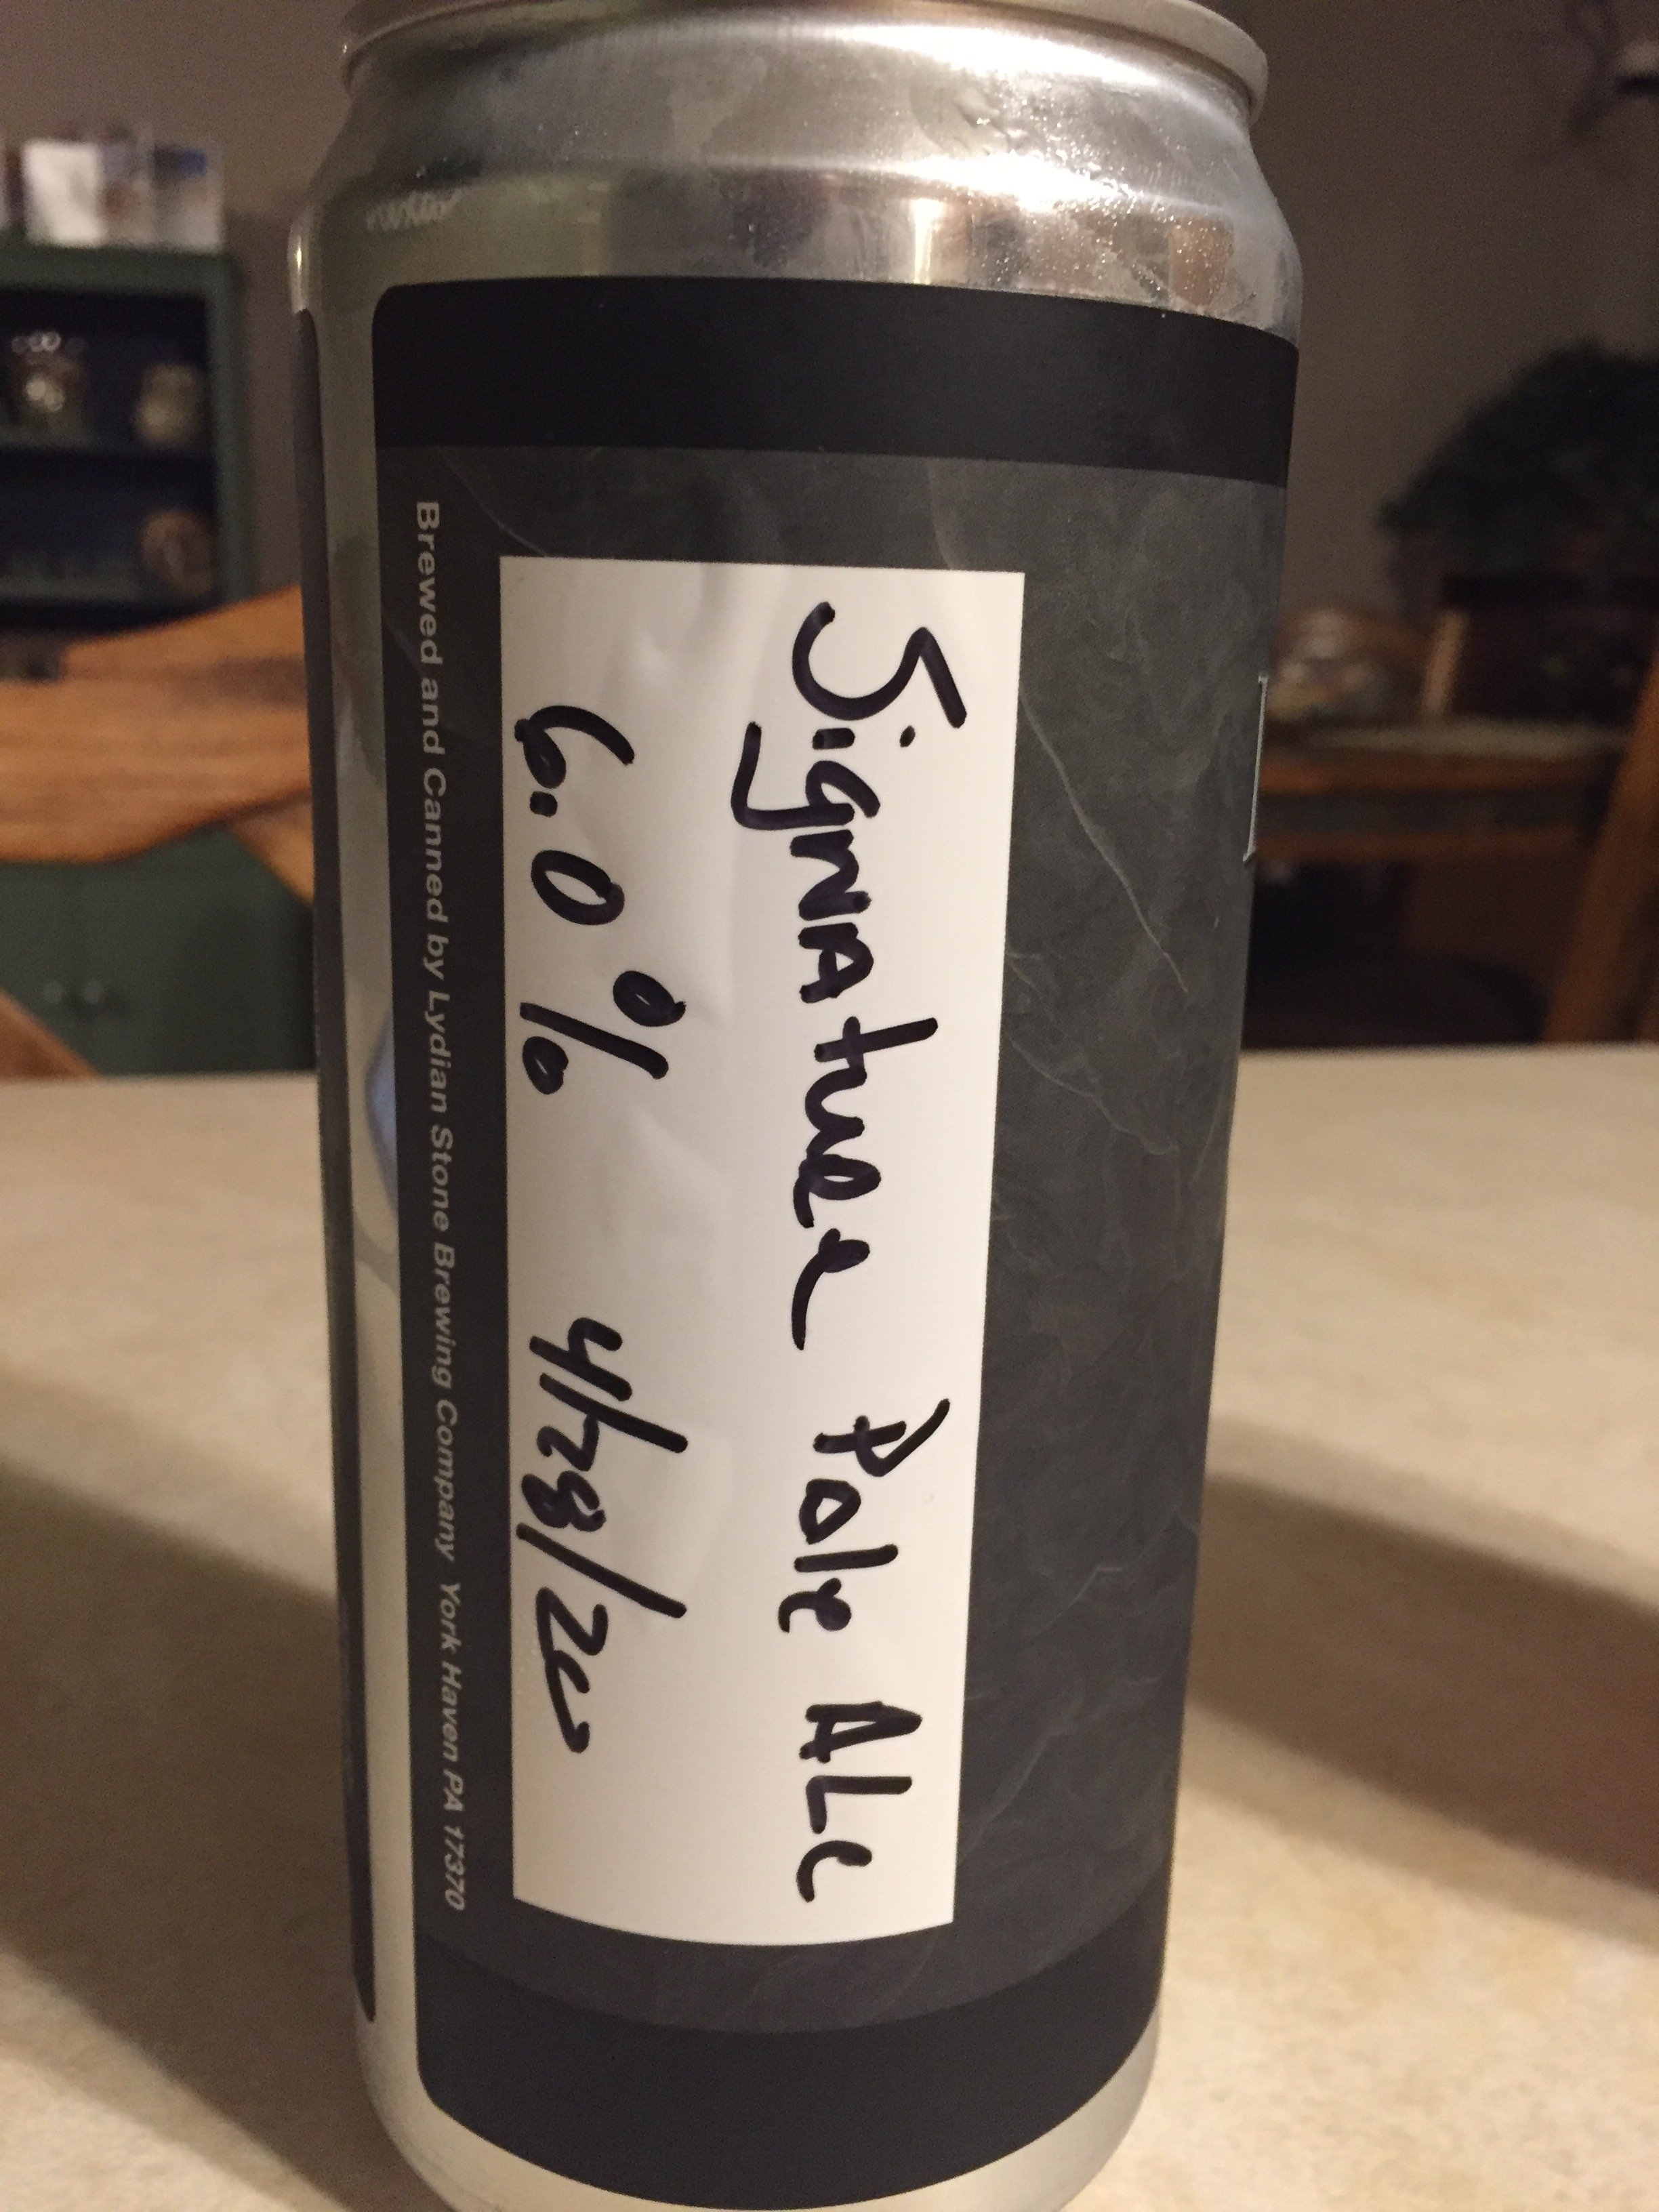 Signature Pale Ale
6.0% 4/28/20
Brewed and Canned by Lydian Stone Brewing Company York Haven PA 17370